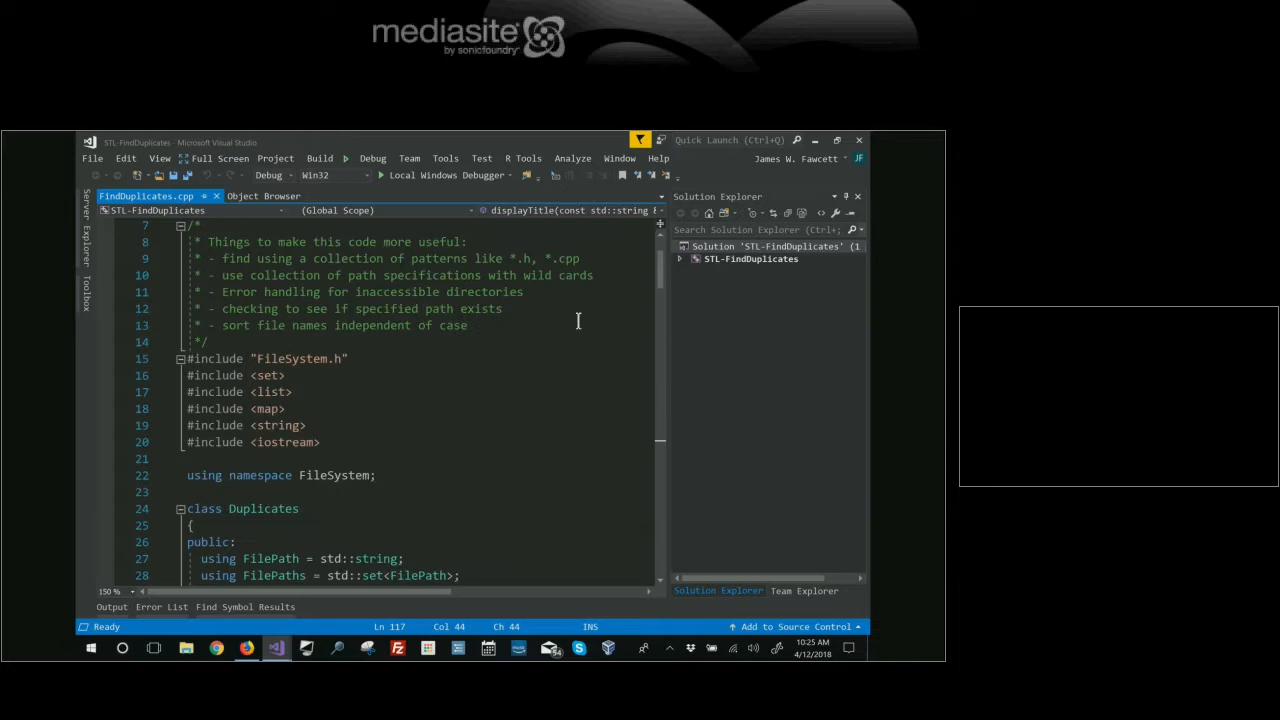 mediasite
by sonicfoundry
STL-FindDuplicates - Microsoft Visual Studio
Quick Launch (Ctrl+Q)
File Edit View Full Screen Project Build Debug Team Tools Test R Tools Analyze Window Help
James W. Fawcett JF
Debug Win32 Local Windows Debugger
Server Explorer
Toolbox
FindDuplicates.cpp Object Browser
STL-FindDuplicates (Global Scope) displayTitle(const std::string &
7 /*
8 * Things to make this code more useful:
9 * - find using a collection of patterns like *.h, *.cpp
10 * - use collection of path specifications with wild cards
11 * - Error handling for inaccessible directories
12 * - checking to see if specified path exists
13 * - sort file names independent of case
14 */
15 #include "FileSystem.h"
16 #include <set>
17 #include <list>
18 #include <map>
19 #include <string>
20 #include <iostream>
21
22 using namespace FileSystem;
23
24 class Duplicates
25 {
26 public:
27 using FilePath = std::string;
28 using FilePaths = std::set<FilePath>;
150 %
Solution Explorer
Search Solution Explorer (Ctrl+;
Solution 'STL-FindDuplicates' (1
STL-FindDuplicates
Solution Explorer Team Explorer
Output Error List Find Symbol Results
Ready Ln 117 Col 44 Ch 44 INS Add to Source Control
10:25 AM
4/12/2018